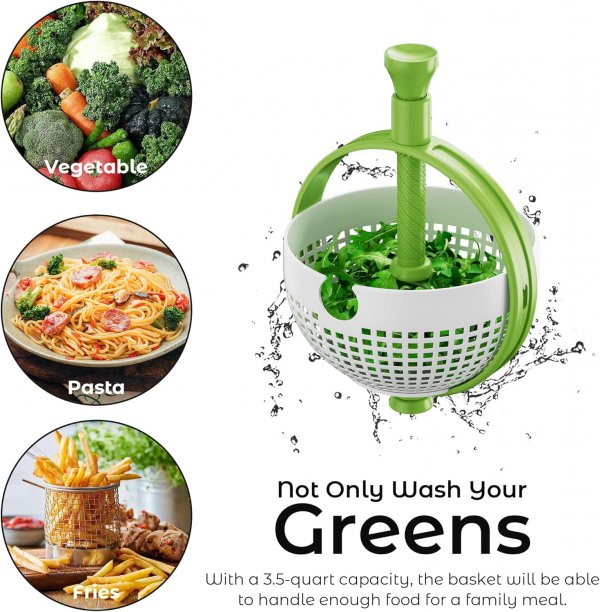 Vegetable
Pasta
Fries
Not Only Wash Your
Greens
With a 3.5-quart capacity, the basket will be able
to handle enough food for a family meal.